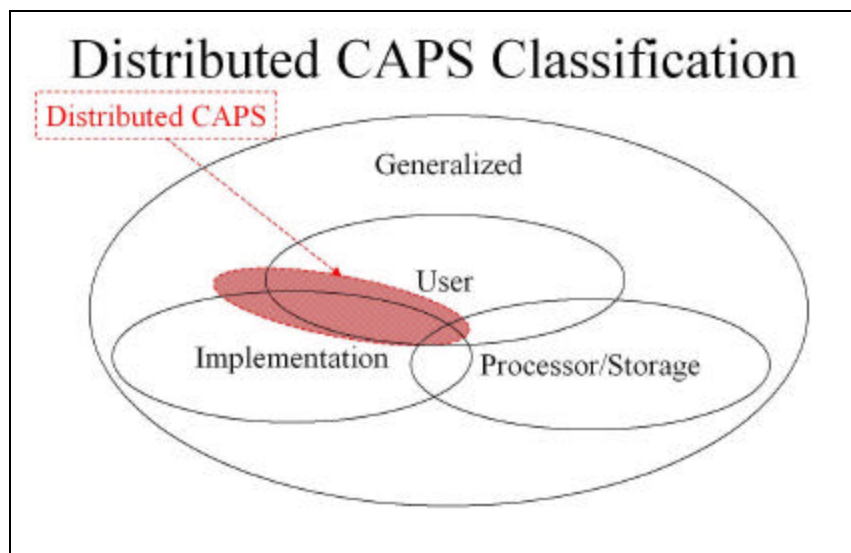 Distributed CAPS Classification
Distributed CAPS
Generalized
User
Implementation
Processor/Storage